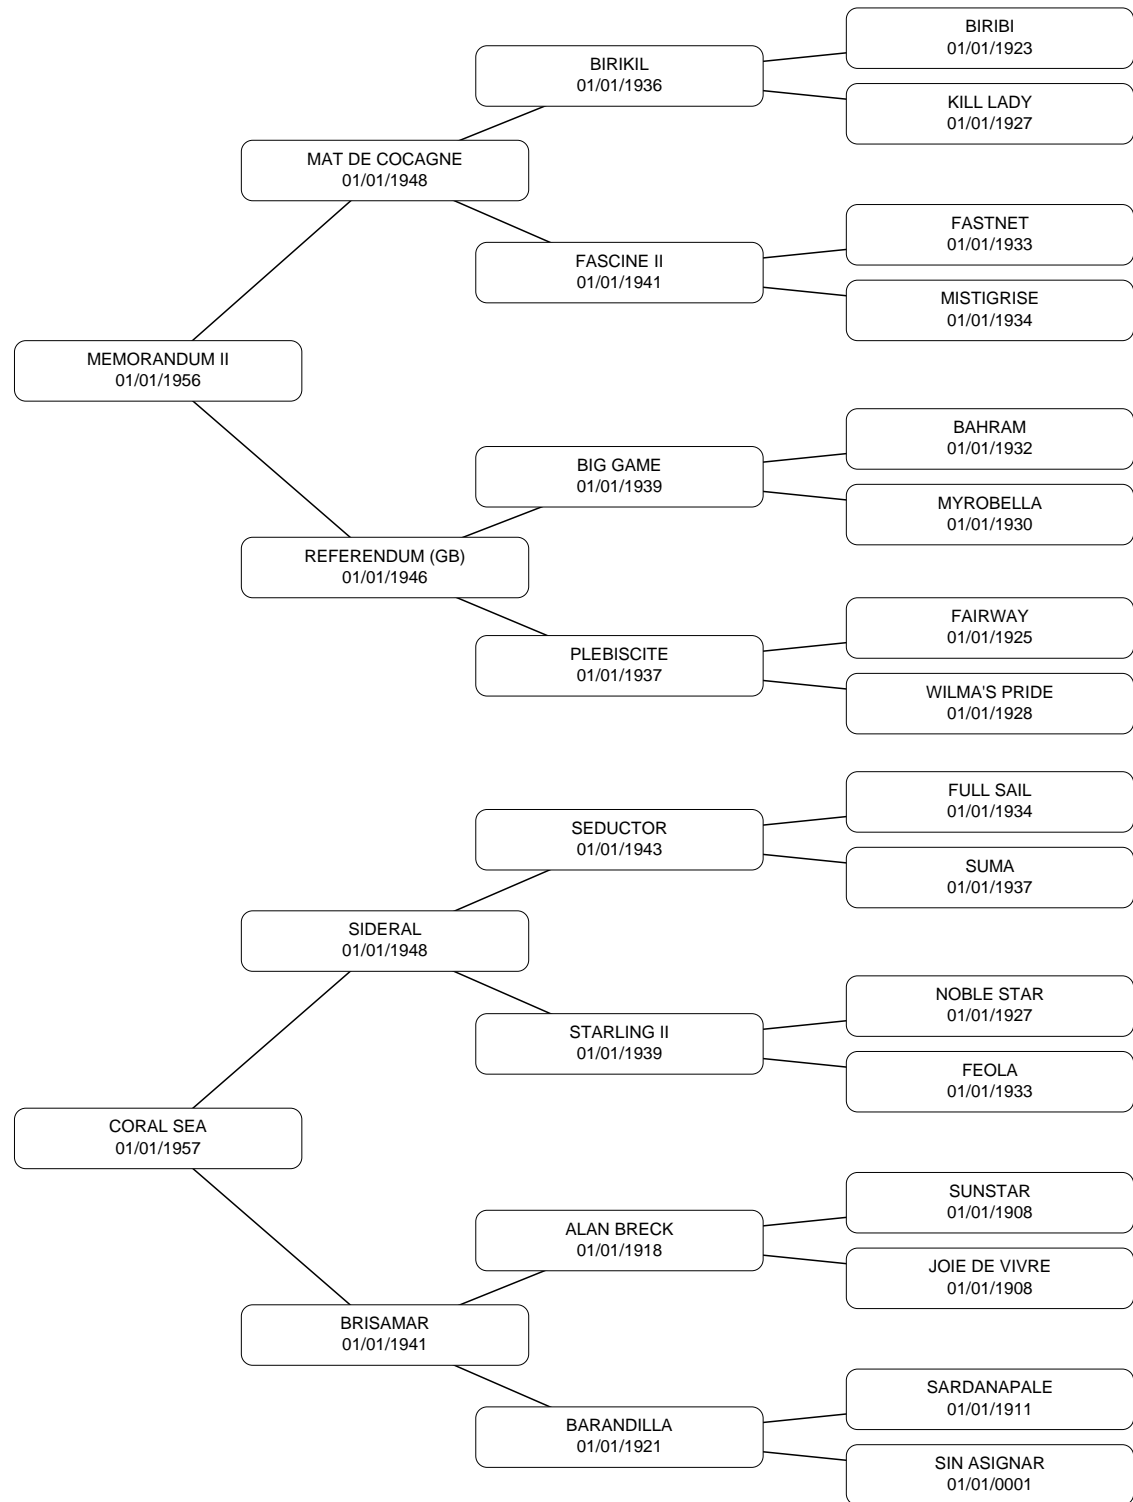 BIRIBI
01/01/1923
BIRIKIL
01/01/1936
KILL LADY
01/01/1927
MAT DE COCAGNE
01/01/1948
FASTNET
01/01/1933
FASCINE II
01/01/1941
MISTIGRISE
01/01/1934
MEMORANDUM II
01/01/1956
BAHRAM
01/01/1932
BIG GAME
01/01/1939
MYROBELLA
01/01/1930
REFERENDUM (GB)
01/01/1946
FAIRWAY
01/01/1925
PLEBISCITE
01/01/1937
WILMA'S PRIDE
01/01/1928
FULL SAIL
01/01/1934
SEDUCTOR
01/01/1943
SUMA
01/01/1937
SIDERAL
01/01/1948
NOBLE STAR
01/01/1927
STARLING II
01/01/1939
FEOLA
01/01/1933
CORAL SEA
01/01/1957
SUNSTAR
01/01/1908
ALAN BRECK
01/01/1918
JOIE DE VIVRE
01/01/1908
BRISAMAR
01/01/1941
SARDANAPALE
01/01/1911
BARANDILLA
01/01/1921
SIN ASIGNAR
01/01/0001